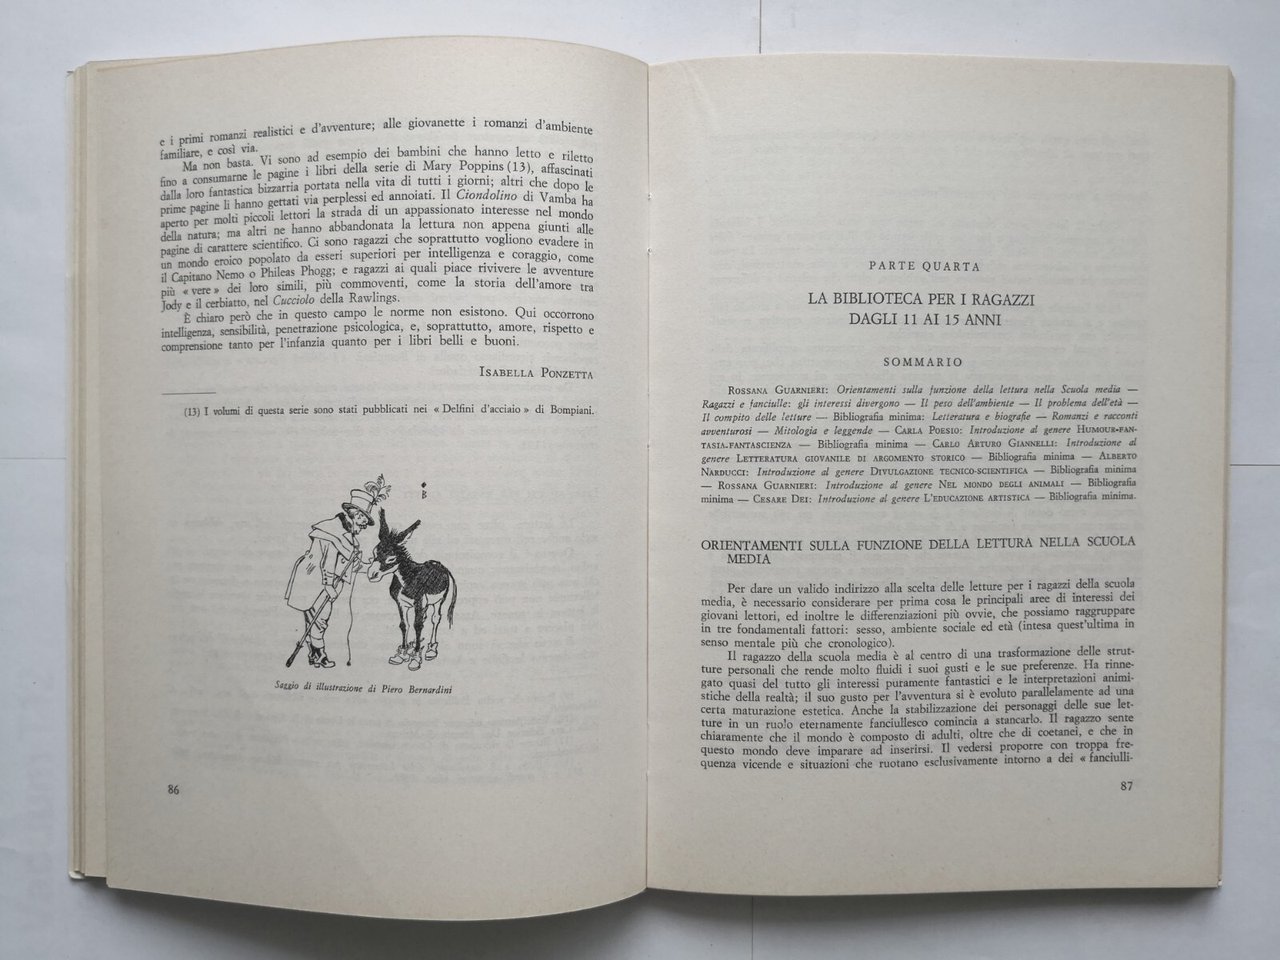 e i primi romanzi realistici e d'avventure; alle giovanette i romanzi d'ambiente
familiare, e così via.
Ma non basta. Vi sono ad esempio dei bambini che hanno letto e riletto
fino a consumarne le pagine i libri della serie di Mary Poppins (13), affascinati
dalla loro fantastica bizzarria portata nella vita di tutti i giorni; altri che dopo le
prime pagine li hanno gettati via perplessi ed annoiati. Il Ciondolino di Vamba ha
aperto per molti piccoli lettori la strada di un appassionato interesse nel mondo
della natura; ma altri ne hanno abbandonata la lettura non appena giunti alle
pagine di carattere scientifico. Ci sono ragazzi che soprattutto vogliono evadere in
un mondo eroico popolato da esseri superiori per intelligenza e coraggio, come
il Capitano Nemo o Phileas Phogg; e ragazzi ai quali piace rivivere le avventure
più « vere » dei loro simili, più commoventi, come la storia dell'amore tra
Jody e il cerbiatto, nel Cucciolo della Rawlings.
È chiaro però che in questo campo le norme non esistono. Qui occorrono
intelligenza, sensibilità, penetrazione psicologica, e, soprattutto, amore, rispetto e
comprensione tanto per l'infanzia quanto per i libri belli e buoni.
ISABELLA PONZETTA
(13) I volumi di questa serie sono stati pubblicati nei « Delfini d'acciaio » di Bompiani.
B
Saggio di illustrazione di Piero Bernardini
86
PARTE QUARTA
LA BIBLIOTECA PER I RAGAZZI
DAGLI 11 AI 15 ANNI
SOMMARIO
ROSSANA GUARNIERI: Orientamenti sulla funzione della lettura nella Scuola media —
Ragazzi e fanciulle: gli interessi divergono — Il peso dell'ambiente — Il problema dell'età —
Il compito delle letture — Bibliografia minima: Letteratura e biografie — Romanzi e racconti
avventurosi — Mitologia e leggende — CARLA POESIO: Introduzione al genere HUMOUR-FAN-
TASIA-FANTASCIENZA — Bibliografia minima — CARLO ARTURO GIANNELLI: Introduzione al
genere LETTERATURA GIOVANILE DI ARGOMENTO STORICO — Bibliografia minima — ALBERTO
NARDUCCI: Introduzione al genere DIVULGAZIONE TECNICO-SCIENTIFICA — Bibliografia minima
— ROSSANA GUARNIERI: Introduzione al genere NEL MONDO DEGLI ANIMALI — Bibliografia
minima — CESARE DEI: Introduzione al genere L'EDUCAZIONE ARTISTICA — Bibliografia minima.
ORIENTAMENTI SULLA FUNZIONE DELLA LETTURA NELLA SCUOLA
MEDIA
Per dare un valido indirizzo alla scelta delle letture per i ragazzi della scuola
media, è necessario considerare per prima cosa le principali aree di interessi dei
giovani lettori, ed inoltre le differenziazioni più ovvie, che possiamo raggruppare
in tre fondamentali fattori: sesso, ambiente sociale ed età (intesa quest'ultima in
senso mentale più che cronologico).
Il ragazzo della scuola media è al centro di una trasformazione delle strut-
ture personali che rende molto fluidi i suoi gusti e le sue preferenze. Ha rinne-
gato quasi del tutto gli interessi puramente fantastici e le interpretazioni animi-
stiche della realtà; il suo gusto per l'avventura si è evoluto parallelamente ad una
certa maturazione estetica. Anche la stabilizzazione dei personaggi delle sue let-
ture in un ruolo eternamente fanciullesco comincia a stancarlo. Il ragazzo sente
chiaramente che il mondo è composto di adulti, oltre che di coetanei, e che in
questo mondo deve imparare ad inserirsi. Il vedersi proporre con troppa fre-
quenza vicende e situazioni che ruotano esclusivamente intorno a dei « fanciulli-
87